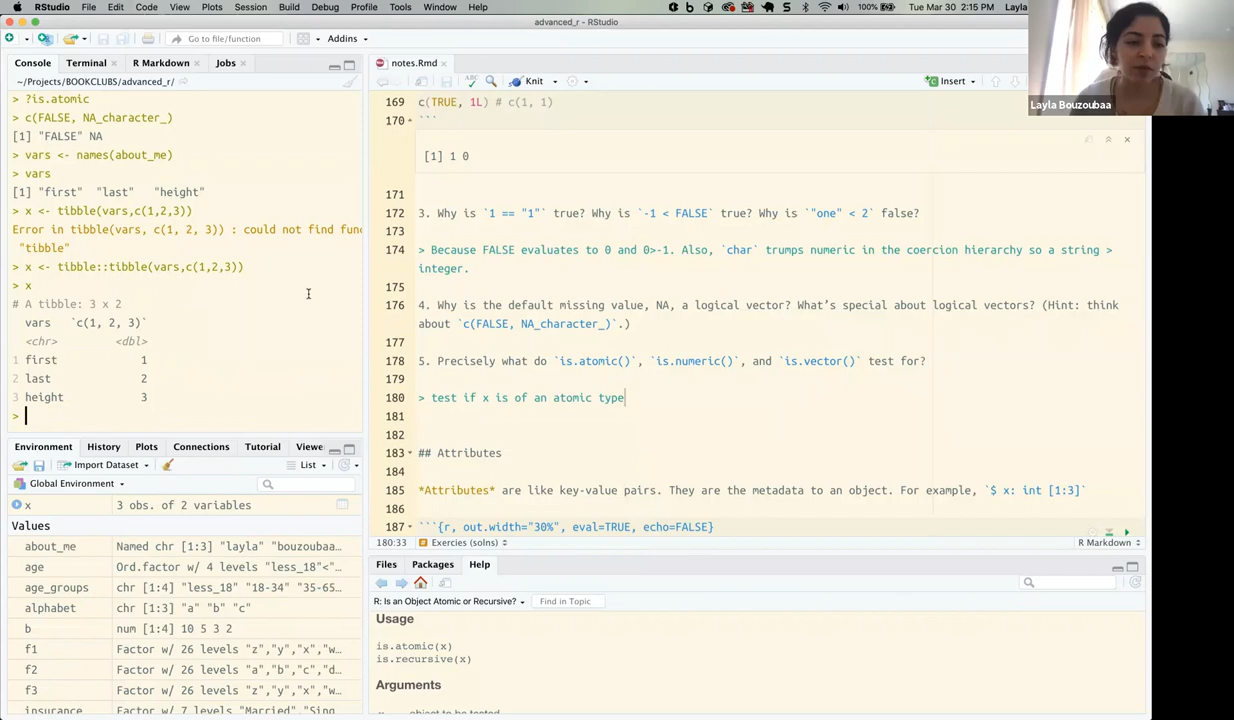 RStudio File Edit Code View Plots Session Build Debug Profile Tools Window Help
100% Tue Mar 30 2:15 PM Layla
advanced_r - RStudio
Go to file/function Addins
Console Terminal R Markdown Jobs
~/Projects/BOOKCLUBS/advanced_r/
> ?is.atomic
> c(FALSE, NA_character_)
[1] "FALSE" NA
> vars <- names(about_me)
> vars
[1] "first" "last" "height"
> x <- tibble(vars,c(1,2,3))
Error in tibble(vars, c(1, 2, 3)) : could not find fun
"tibble"
> x <- tibble::tibble(vars,c(1,2,3))
> x
# A tibble: 3 x 2
vars `c(1, 2, 3)`
<chr> <dbl>
1 first 1
2 last 2
3 height 3
>
notes.Rmd
ABC Knit Insert
169 c(TRUE, 1L) # c(1, 1)
170 ```
[1] 1 0
171
172 3. Why is `1 == "1"` true? Why is `-1 < FALSE` true? Why is `"one" < 2` false?
173
174 > Because FALSE evaluates to 0 and 0>-1. Also, `char` trumps numeric in the coercion hierarchy so a string >
integer.
175
176 4. Why is the default missing value, NA, a logical vector? What's special about logical vectors? (Hint: think
about `c(FALSE, NA_character_)`.)
177
178 5. Precisely what do `is.atomic()`, `is.numeric()`, and `is.vector()` test for?
179
180 > test if x is of an atomic type
181
182
183 ## Attributes
184
185 *Attributes* are like key-value pairs. They are the metadata to an object. For example, `$ x: int [1:3]`
186
187 ```{r, out.width="30%", eval=TRUE, echo=FALSE}
180:33 Exercies (solns) R Markdown
Environment History Plots Connections Tutorial Viewe
Import Dataset List
Global Environment
x 3 obs. of 2 variables
Values
about_me Named chr [1:3] "layla" "bouzoubaa…
age Ord.factor w/ 4 levels "less_18"<"…
age_groups chr [1:4] "less_18" "18-34" "35-65…
alphabet chr [1:3] "a" "b" "c"
b num [1:4] 10 5 3 2
f1 Factor w/ 26 levels "z","y","x","w…
f2 Factor w/ 26 levels "a","b","c","d…
f3 Factor w/ 26 levels "z","y","x","w…
insurance Factor w/ 7 levels "Married","Sing
Files Packages Help
R: Is an Object Atomic or Recursive? Find in Topic
Usage
is.atomic(x)
is.recursive(x)
Arguments
x object to be tested
Layla Bouzoubaa